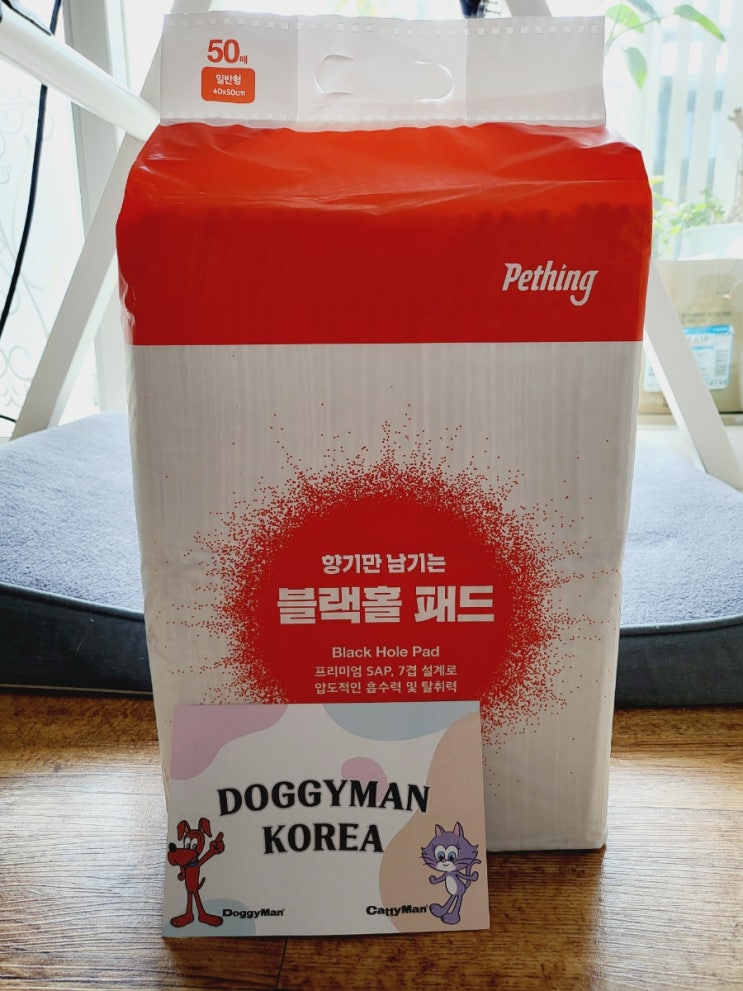 50매
일반형
40x50cm
Pething
향기만 남기는
블랙홀 패드
Black Hole Pad
프리미엄 SAP, 7겹 설계로
압도적인 흡수력 및 탈취력
DOGGYMAN
KOREA
DoggyMan
CattyMan